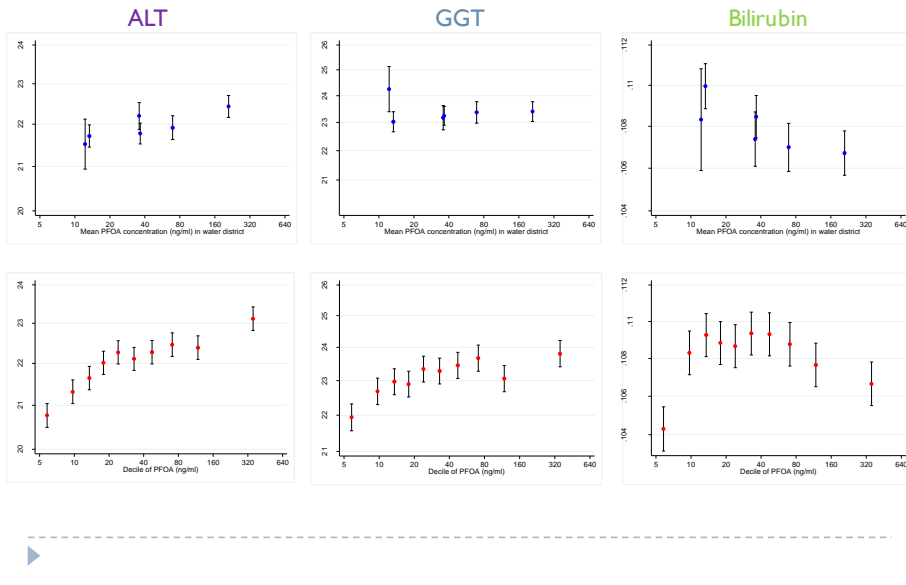 ALT
GGT
Bilirubin
24
23
22
21
20
5 10 20 40 80 160 320 640
Mean PFOA concentration (ng/ml) in water district
26
25
24
23
22
21
5 10 20 40 80 160 320 640
Mean PFOA concentration (ng/ml) in water district
.112
.11
.108
.106
.104
5 10 20 40 80 160 320 640
Mean PFOA concentration (ng/ml) in water district
24
23
22
21
20
5 10 20 40 80 160 320 640
Decile of PFOA (ng/ml)
26
25
24
23
22
21
5 10 20 40 80 160 320 640
Decile of PFOA (ng/ml)
.112
.11
.108
.106
.104
5 10 20 40 80 160 320 640
Decile of PFOA (ng/ml)